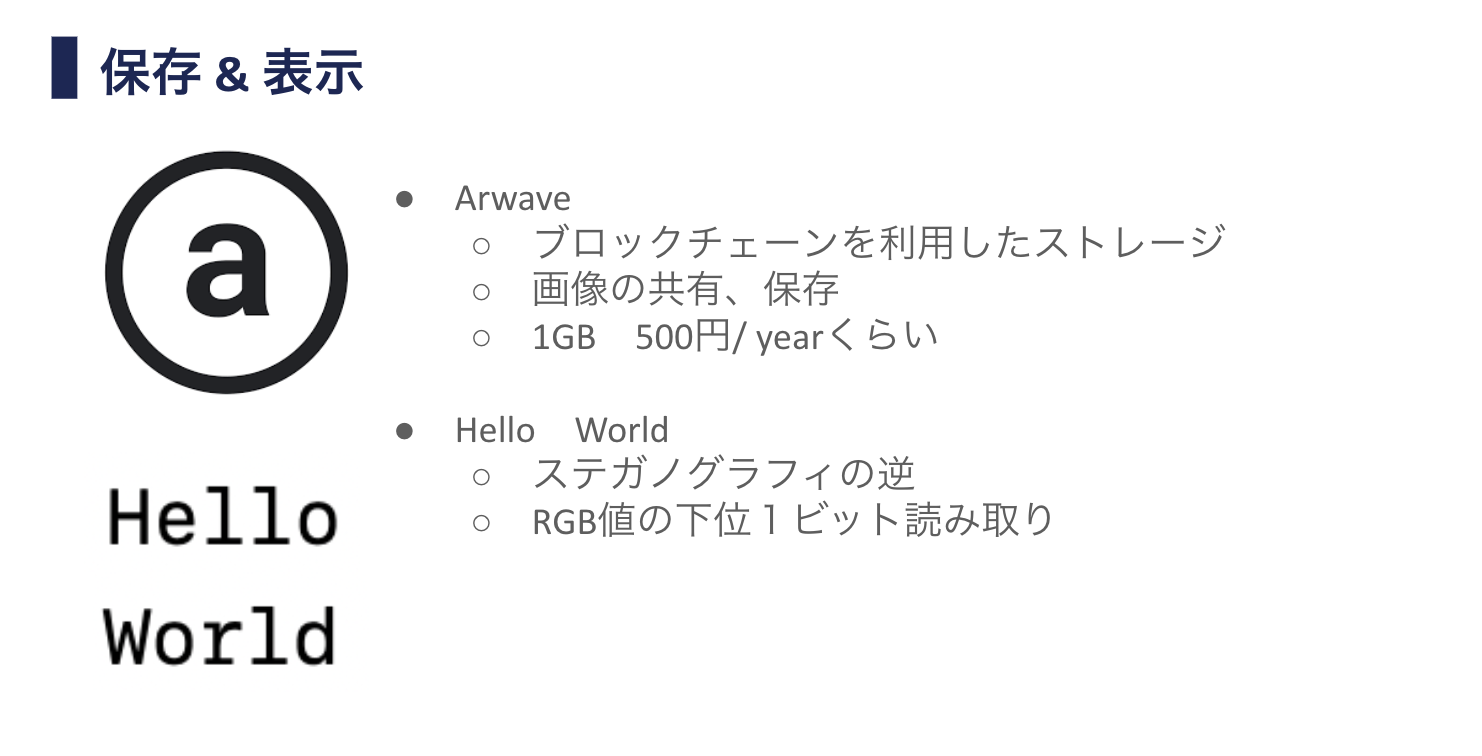 保存 & 表示
a
● Arwave
○ ブロックチェーンを利用したストレージ
○ 画像の共有、保存
○ 1GB　500円/ yearくらい
● Hello　World
○ ステガノグラフィの逆
○ RGB値の下位１ビット読み取り
Hello
World